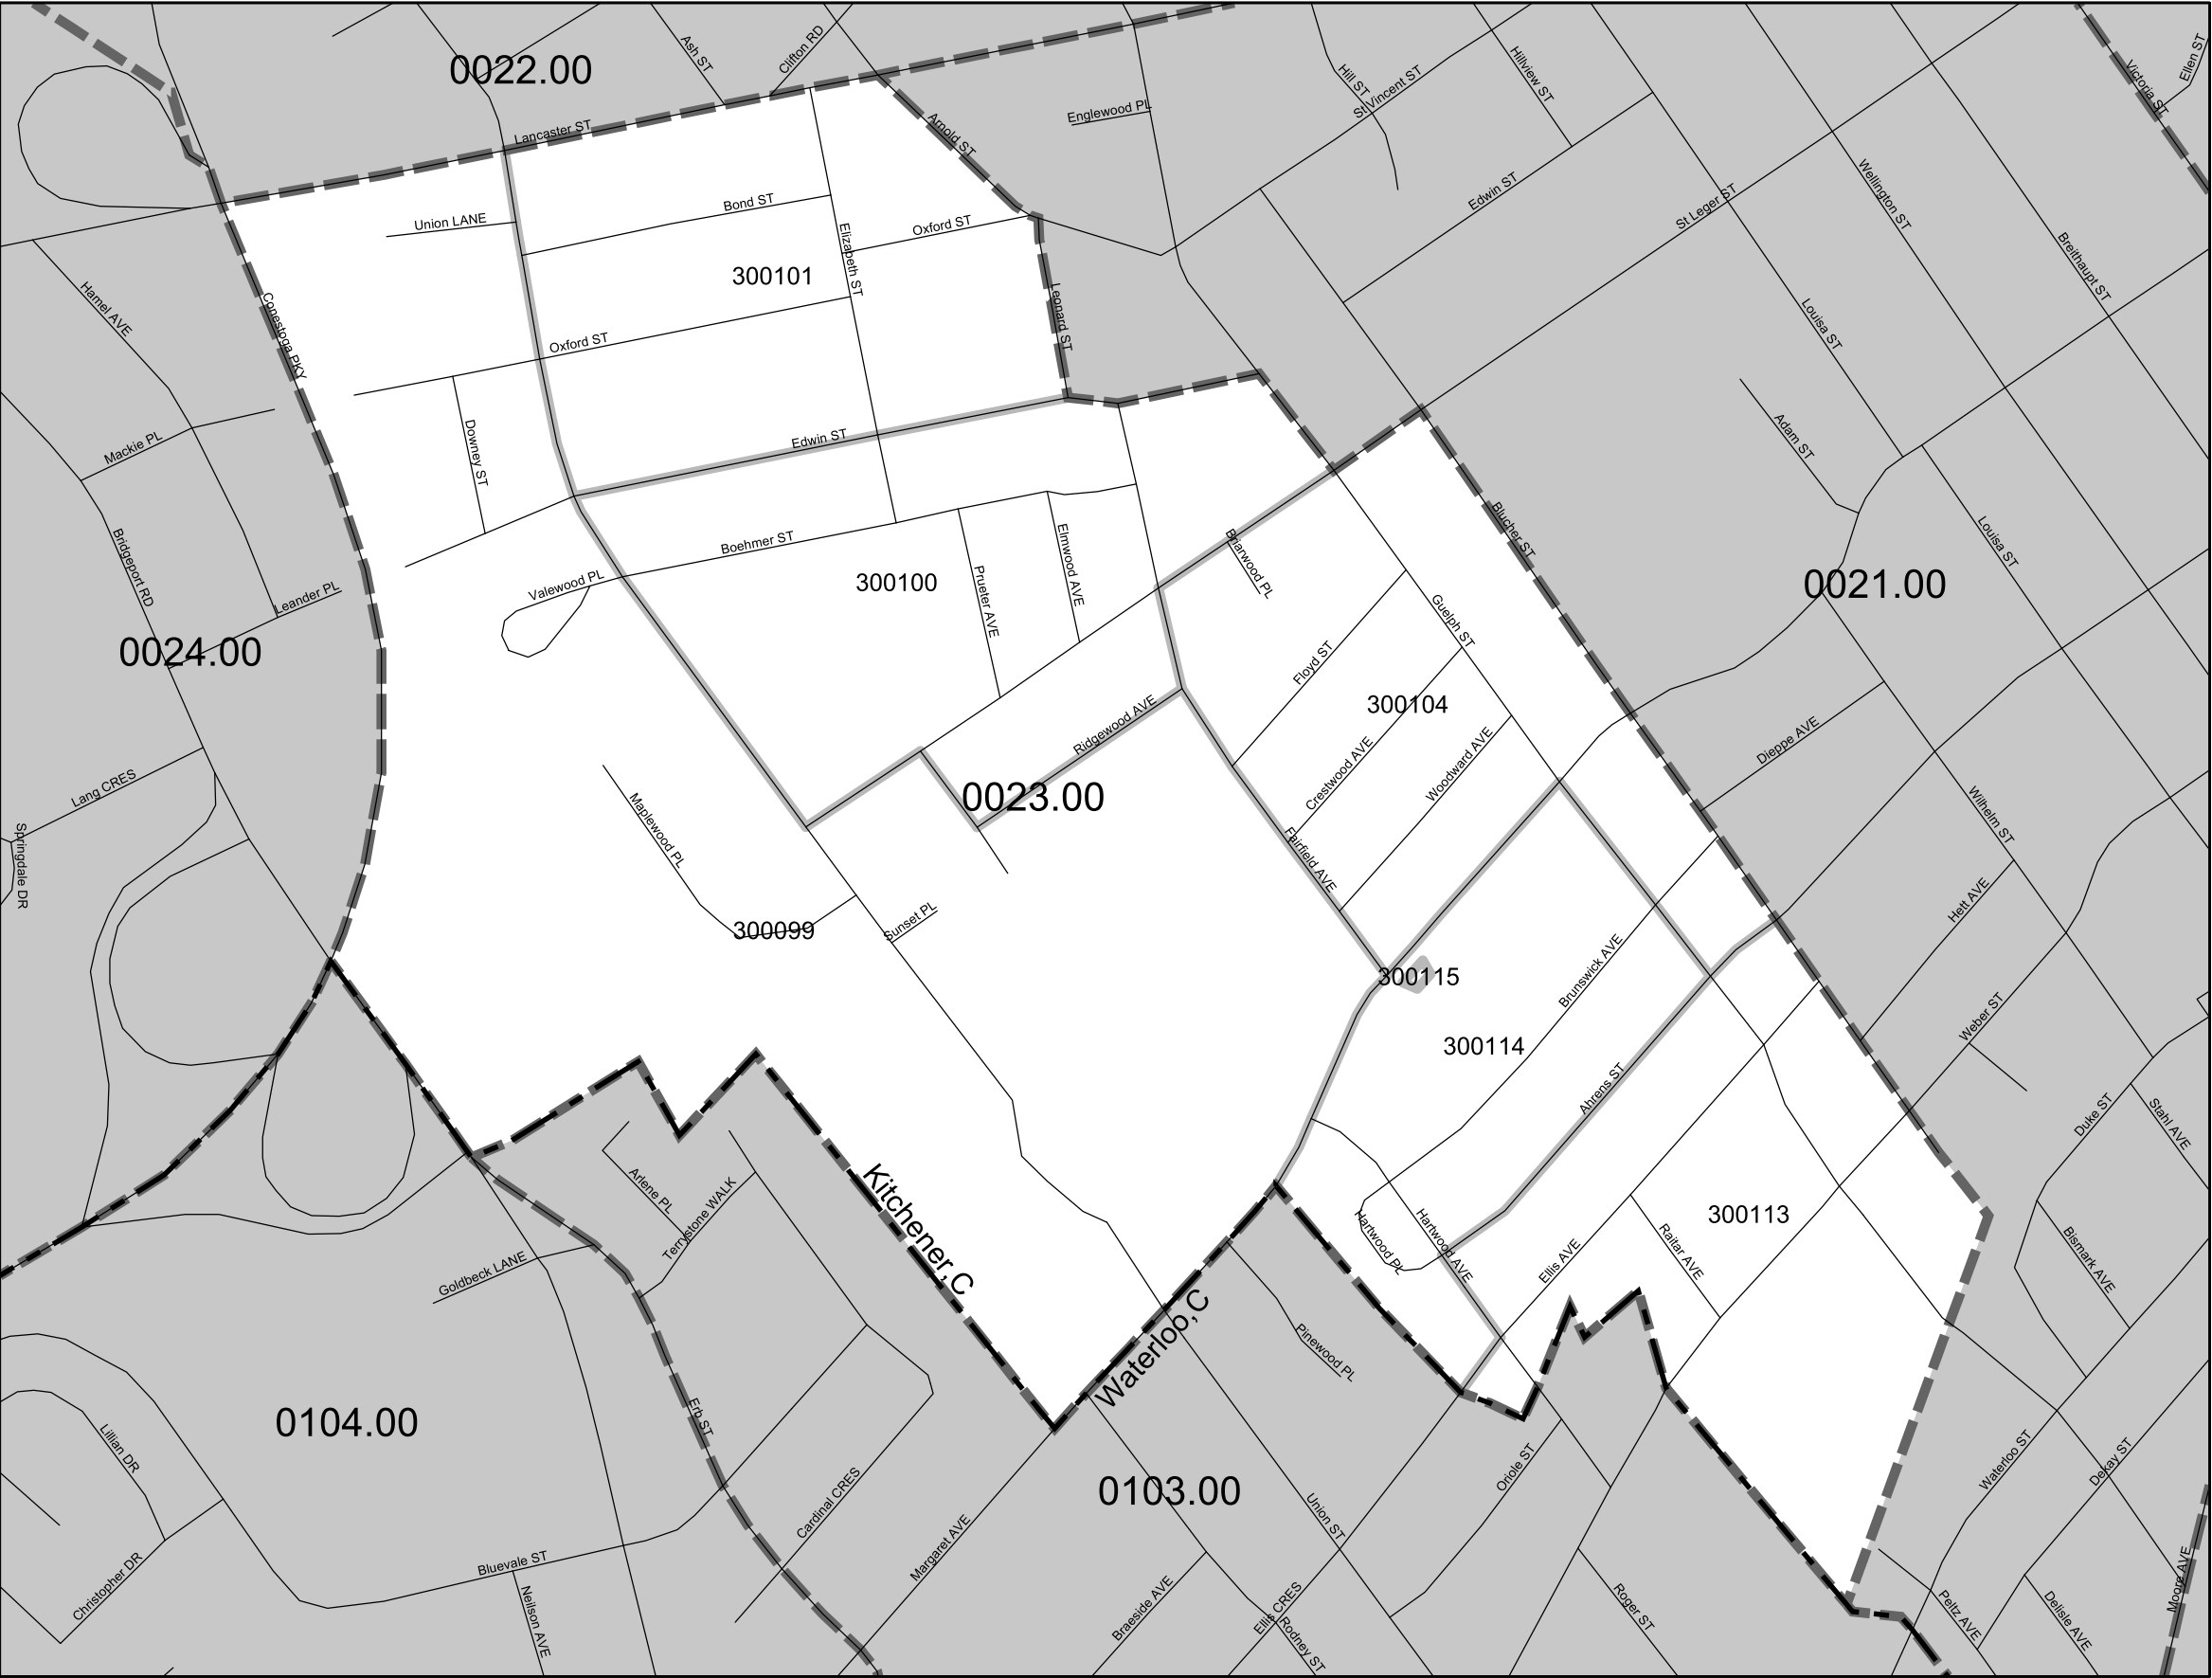 0022.00
Ash ST
Clifton RD
Hill ST
St Vincent ST
Hillview ST
Victoria ST
Ellen ST
Lancaster ST
Arnold ST
Englewood PL
Edwin ST
St Leger ST
Wellington ST
Breithaupt ST
Union LANE
Bond ST
Oxford ST
Elizabeth ST
300101
Leonard ST
Louisa ST
Hamel AVE
Conestoga PKY
Oxford ST
Mackie PL
Downey ST
Edwin ST
Adam ST
Boehmer ST
Blucher ST
Louisa ST
Bridgeport RD
Leander PL
Valewood PL
300100
Prueter AVE
Elmwood AVE
Briarwood PL
Guelph ST
0021.00
0024.00
Floyd ST
300104
Ridgewood AVE
Crestwood AVE
Woodward AVE
Dieppe AVE
Lang CRES
Springdale DR
Maplewood PL
0023.00
Fairfield AVE
Wilhelm ST
Hett AVE
300099
Sunset PL
300115
Brunswick AVE
Weber ST
300114
Ahrens ST
Duke ST
Stahl AVE
Arlene PL
Terrystone WALK
Kitchener,C
Waterloo,C
Hartwood PL
Hartwood AVE
Ellis AVE
Raitar AVE
300113
Bismark AVE
Goldbeck LANE
Pinewood PL
Erb ST
0104.00
Lillian DR
Cardinal CRES
0103.00
Oriole ST
Waterloo ST
Dekay ST
Union ST
Margaret AVE
Bluevale ST
Christopher DR
Neilson AVE
Braeside AVE
Ellis CRES
Rodney ST
Roger ST
Peltz AVE
Delisle AVE
Moore AVE